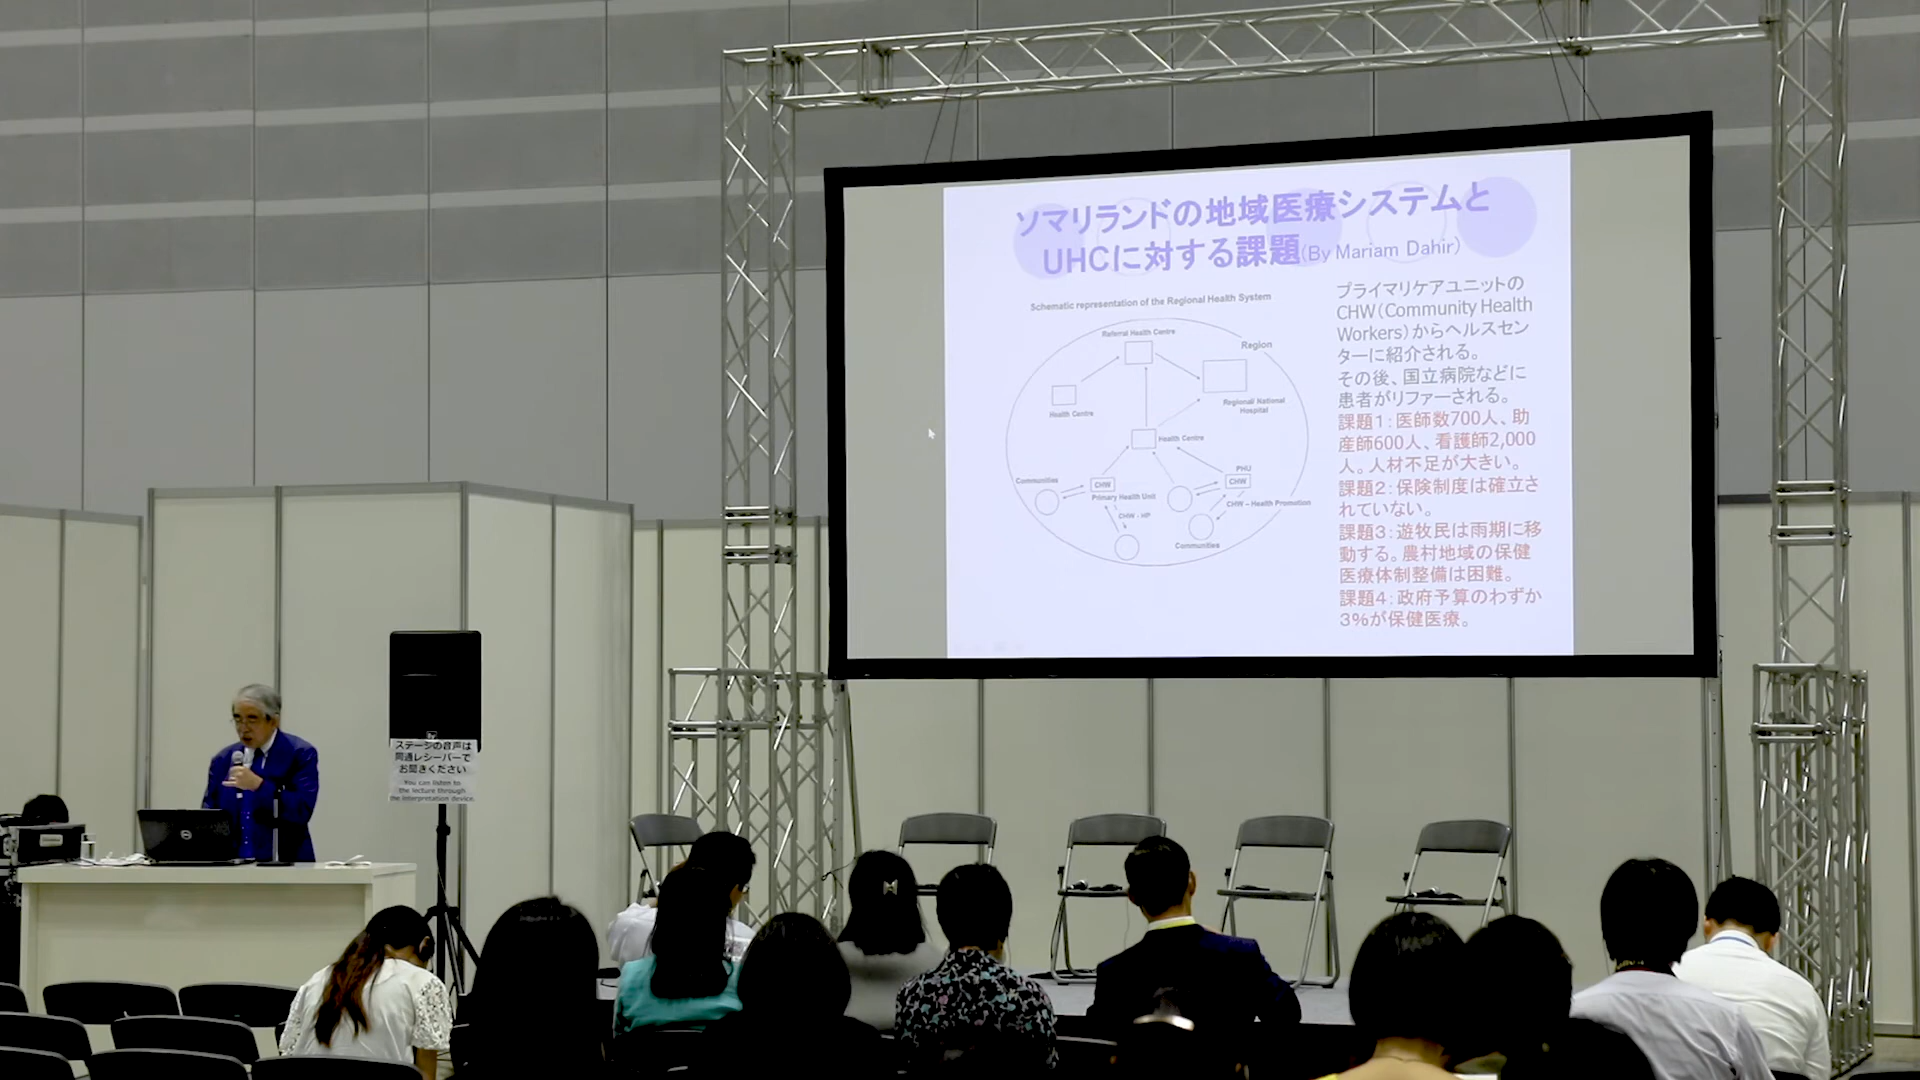 ソマリランドの地域医療システムと
UHCに対する課題(By Mariam Dahir)
Schematic representation of the Regional Health System
Referral Health Centre
Region
Health Centre
Regional National
Hospital
Health Centre
Communities
CHW
Primary Health Unit
CHW - HP
PHU
CHW
CHW – Health Promotion
Communities
プライマリケアユニットの
CHW(Community Health
Workers)からヘルスセン
ターに紹介される。
その後、国立病院などに
患者がリファーされる。
課題1:医師数700人、助
産師600人、看護師2,000
人。人材不足が大きい。
課題2:保険制度は確立さ
れていない。
課題3:遊牧民は雨期に移
動する。農村地域の保健
医療体制整備は困難。
課題4:政府予算のわずか
3%が保健医療。
ステージの音声は
同通レシーバーで
お聞きください
You can listen to
the lecture through
the interpretation device.
DELL